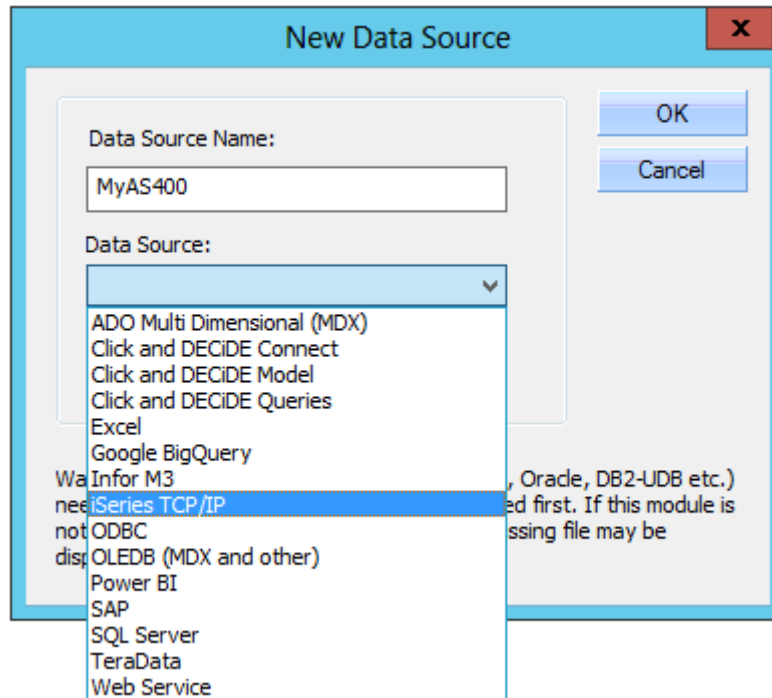 New Data Source
x
OK
Data Source Name:
Cancel
MyAS400
Data Source:
ADO Multi Dimensional (MDX)
Click and DECiDE Connect
Click and DECiDE Model
Click and DECiDE Queries
Excel
Google BigQuery
Wa Infor M3 , Oracle, DB2-UDB etc.)
nee iSeries TCP/IP ed first. If this module is
not ODBC ssing file may be
disp OLEDB (MDX and other)
Power BI
SAP
SQL Server
TeraData
Web Service